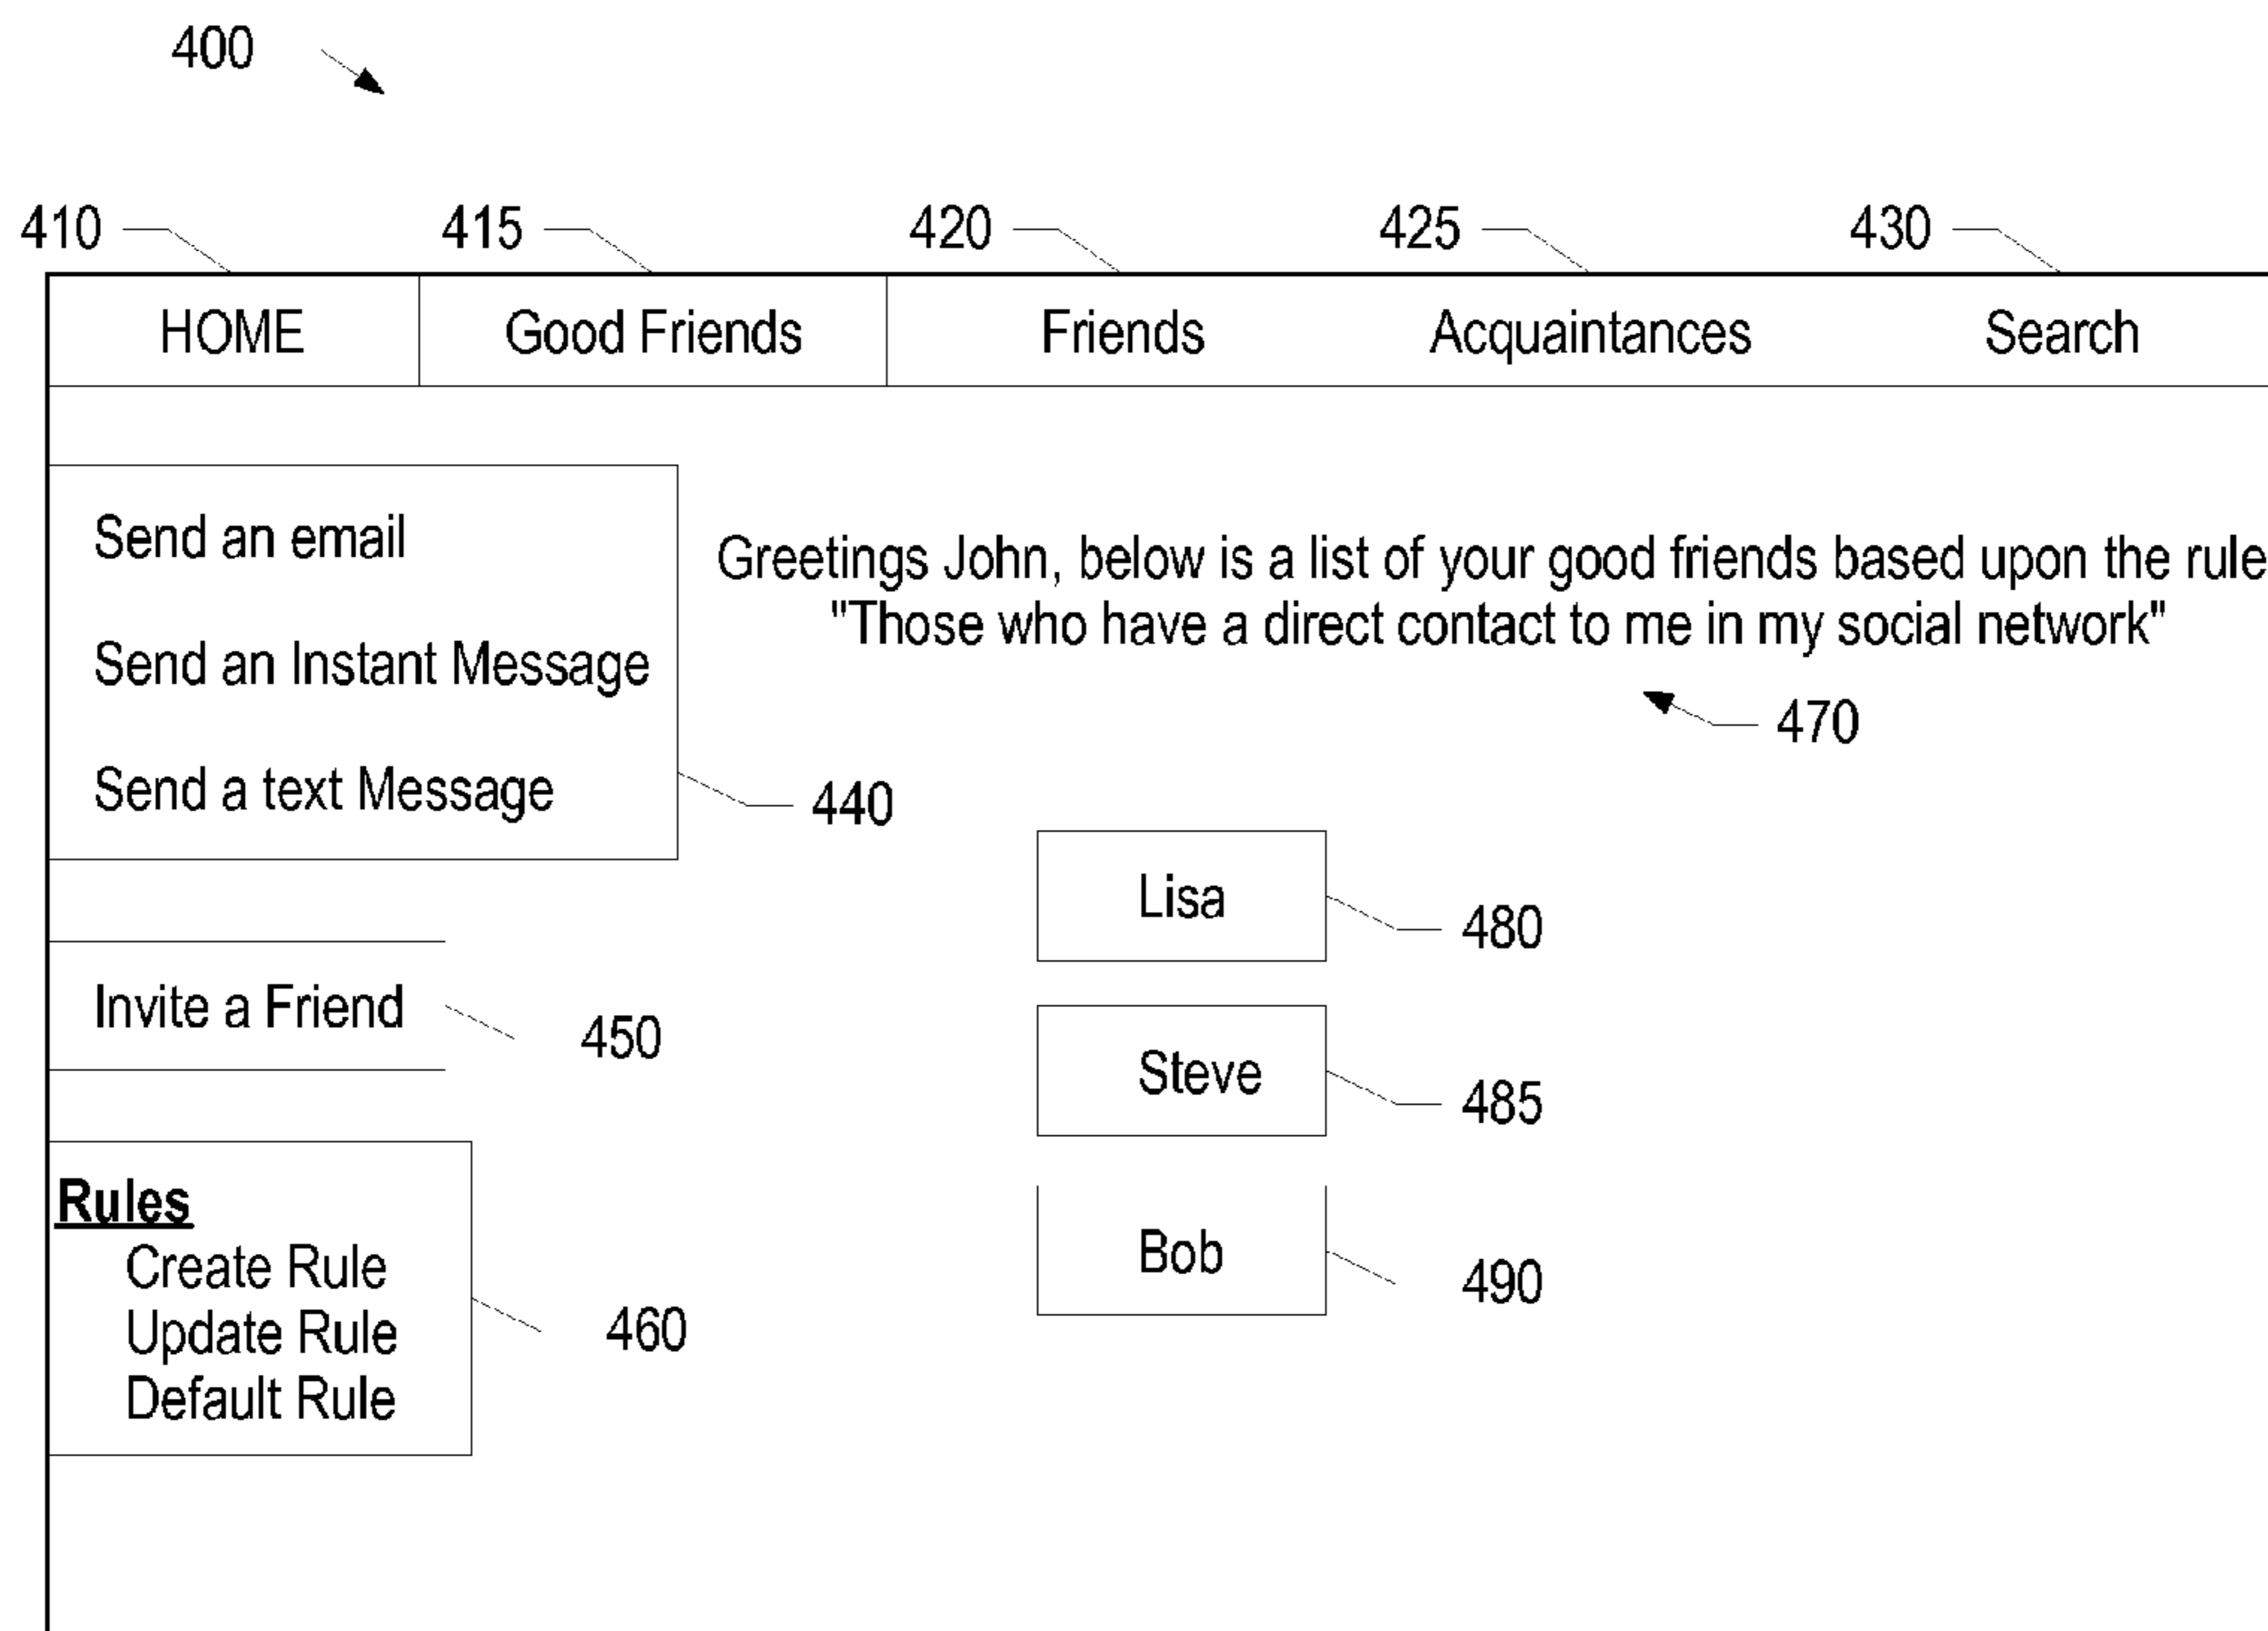 400
410 415 420 425 430
HOME Good Friends Friends Acquaintances Search
Send an email
Send an Instant Message
Send a text Message
440
Greetings John, below is a list of your good friends based upon the rule
"Those who have a direct contact to me in my social network"
470
Lisa 480
Invite a Friend 450
Steve 485
Rules
Create Rule
Update Rule
Default Rule
460
Bob 490